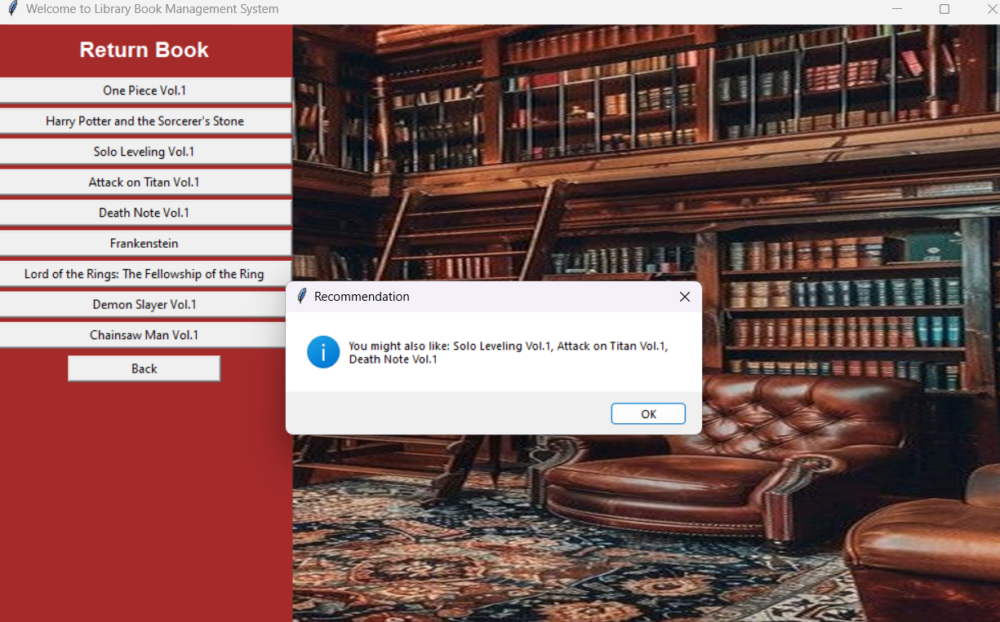 Welcome to Library Book Management System
Return Book
One Piece Vol.1
Harry Potter and the Sorcerer's Stone
Solo Leveling Vol.1
Attack on Titan Vol.1
Death Note Vol.1
Frankenstein
Lord of the Rings: The Fellowship of the Ring
Demon Slayer Vol.1
Chainsaw Man Vol.1
Back
Recommendation
You might also like: Solo Leveling Vol.1, Attack on Titan Vol.1,
Death Note Vol.1
OK